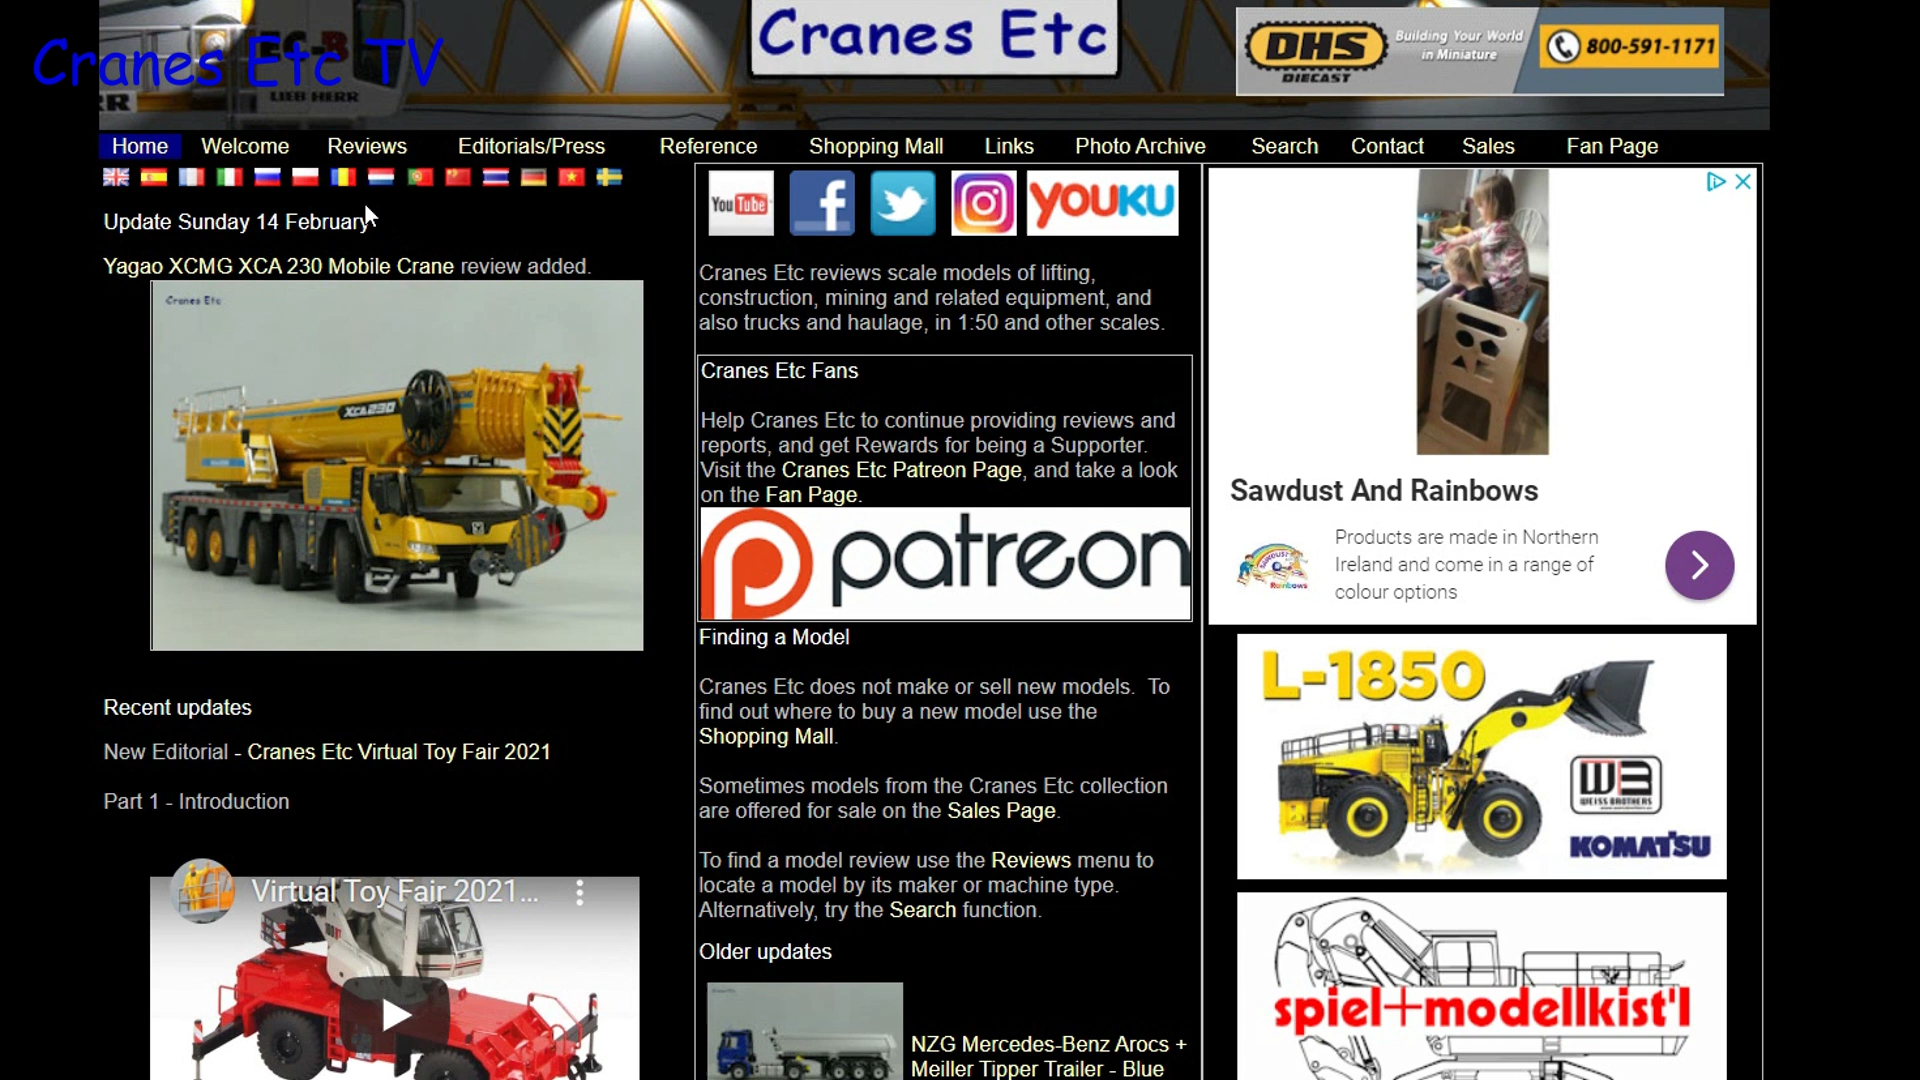 Cranes Etc TV
EC-B
LIEBHERR
Cranes Etc
DHS
DIECAST
Building Your World
in Miniature
800-591-1171
Home Welcome Reviews Editorials/Press Reference Shopping Mall Links Photo Archive Search Contact Sales Fan Page
Update Sunday 14 February
Yagao XCMG XCA 230 Mobile Crane review added.
Cranes Etc
XCA230
Recent updates
New Editorial - Cranes Etc Virtual Toy Fair 2021
Part 1 - Introduction
Virtual Toy Fair 2021...
You Tube
YOUKU
Cranes Etc reviews scale models of lifting,
construction, mining and related equipment, and
also trucks and haulage, in 1:50 and other scales.
Cranes Etc Fans
Help Cranes Etc to continue providing reviews and
reports, and get Rewards for being a Supporter.
Visit the Cranes Etc Patreon Page, and take a look
on the Fan Page.
patreon
Finding a Model
Cranes Etc does not make or sell new models. To
find out where to buy a new model use the
Shopping Mall.
Sometimes models from the Cranes Etc collection
are offered for sale on the Sales Page.
To find a model review use the Reviews menu to
locate a model by its maker or machine type.
Alternatively, try the Search function.
Older updates
NZG Mercedes-Benz Arocs +
Meiller Tipper Trailer - Blue
Sawdust And Rainbows
Products are made in Northern
Ireland and come in a range of
colour options
L-1850
WEISS BROTHERS
KOMATSU
spiel+modellkist'l